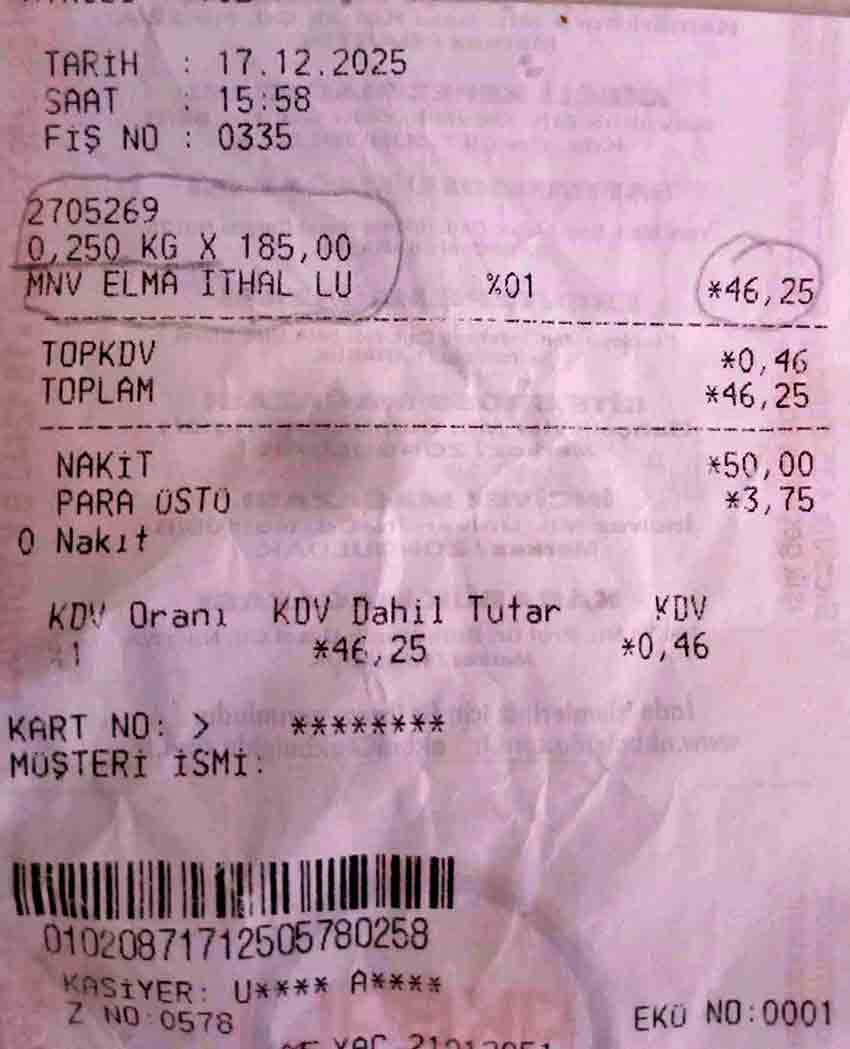 TARİH : 17.12.2025
SAAT : 15:58
FİŞ NO : 0335
2705269
0,250 KG X 185,00
MNV ELMA İTHAL LU %01 *46,25
TOPKDV *0,46
TOPLAM *46,25
NAKİT *50,00
PARA ÜSTÜ *3,75
0 Nakıt
KDV Oranı KDV Dahil Tutar KDV
%1 *46,25 *0,46
KART NO: > ********
MÜŞTERİ İSMİ:
01020871712505780258
KASİYER: U**** A****
Z NO:0578 EKÜ NO:0001